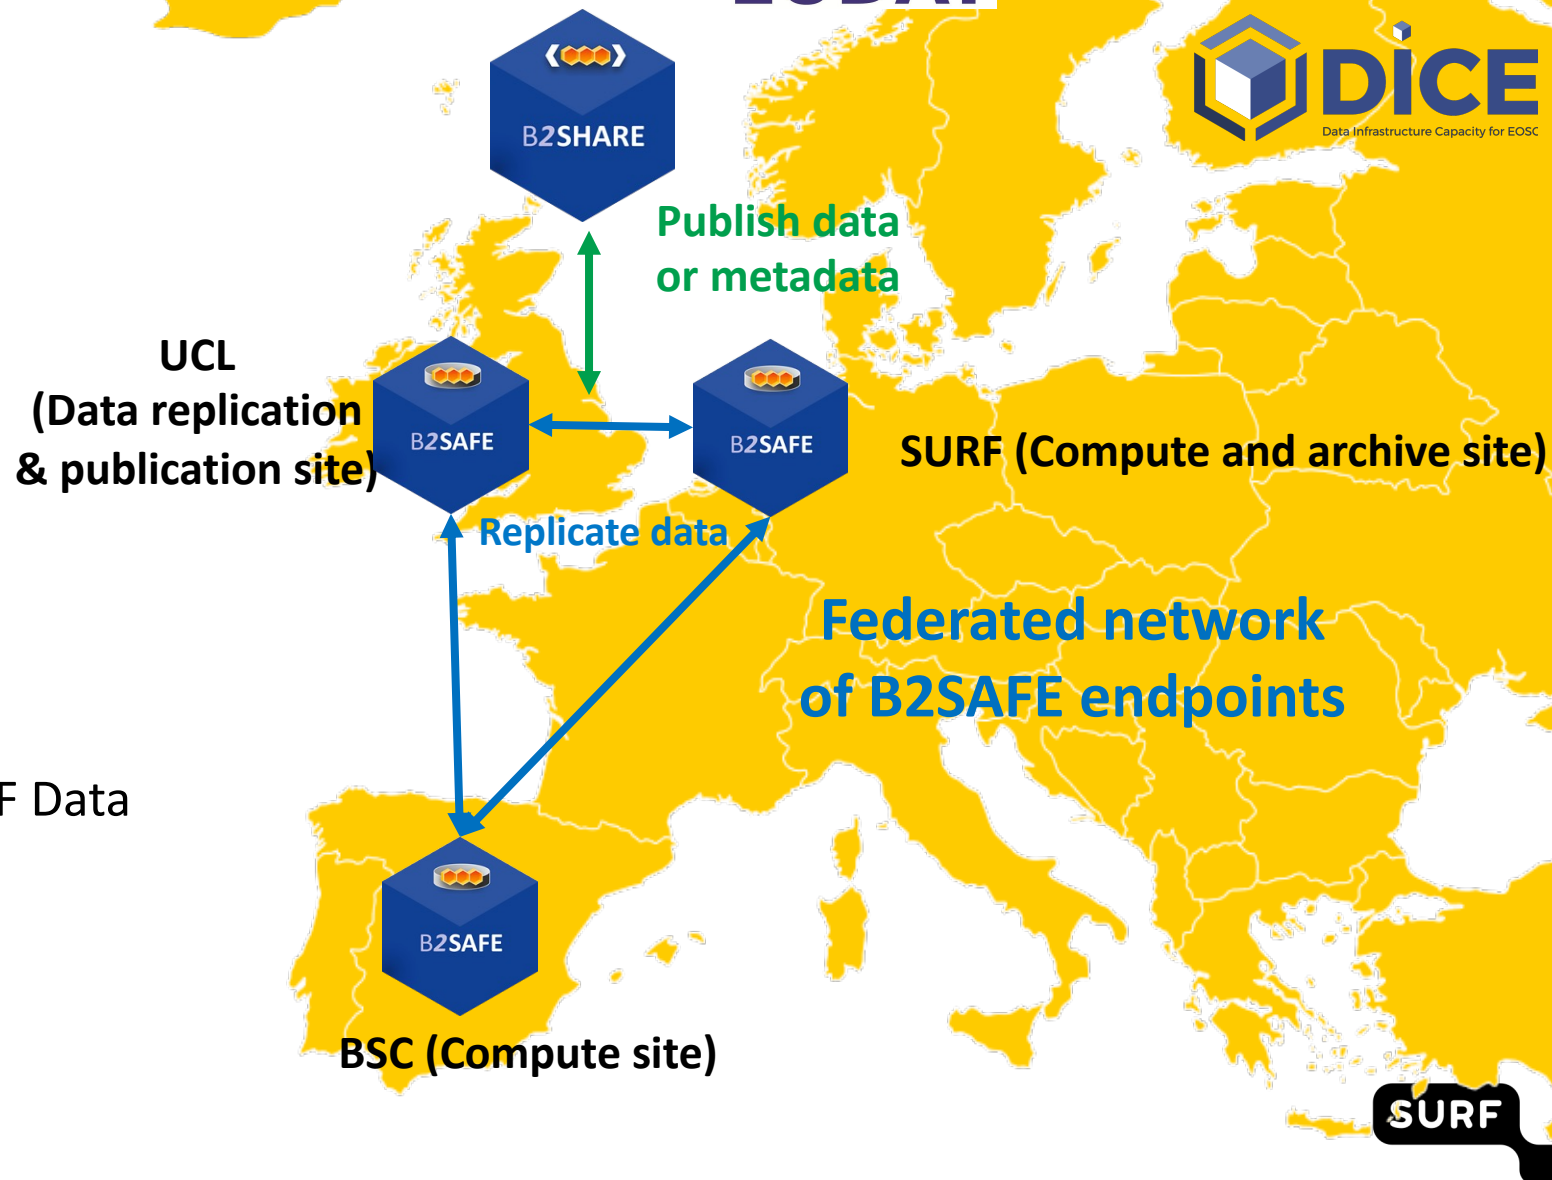 B2SHARE
DICE
Data Infrastructure Capacity for EOSC
Publish data
or metadata
UCL
(Data replication
& publication site)
B2SAFE
B2SAFE
SURF (Compute and archive site)
Replicate data
Federated network
of B2SAFE endpoints
F Data
B2SAFE
BSC (Compute site)
SURF